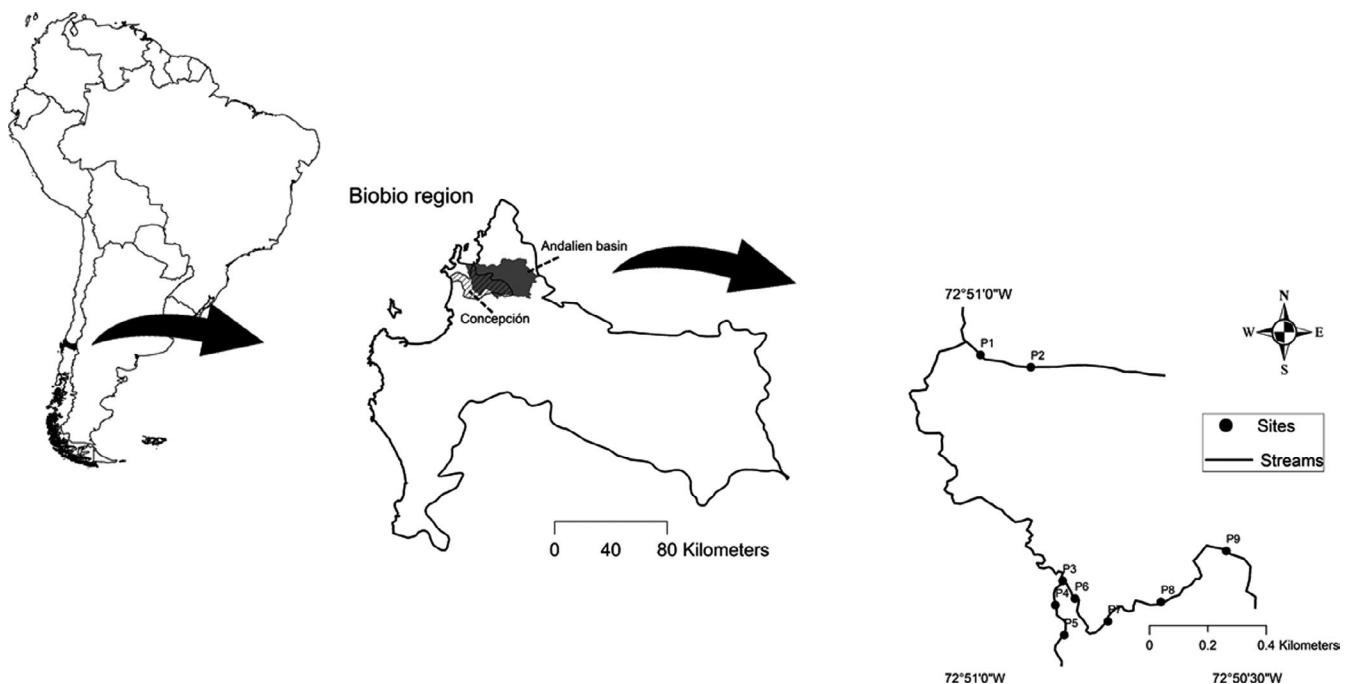 Biobio region
Andalien basin
Concepción
0 40 80 Kilometers
72°51'0"W
N
W E
S
P1
P2
Sites
Streams
P9
P3
P6
P8
P4
P7
P5
0 0.2 0.4 Kilometers
72°51'0"W 72°50'30"W